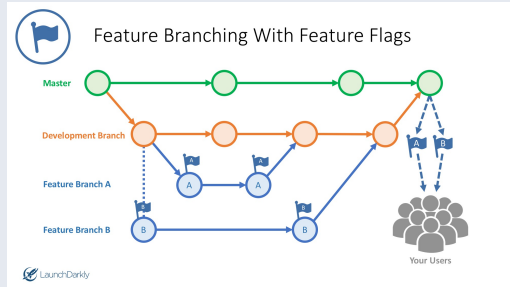 Feature Branching With Feature Flags
Master
Development Branch
A
A
A
B
Feature Branch A
A
A
B
B
Feature Branch B
B
B
Your Users
LaunchDarkly